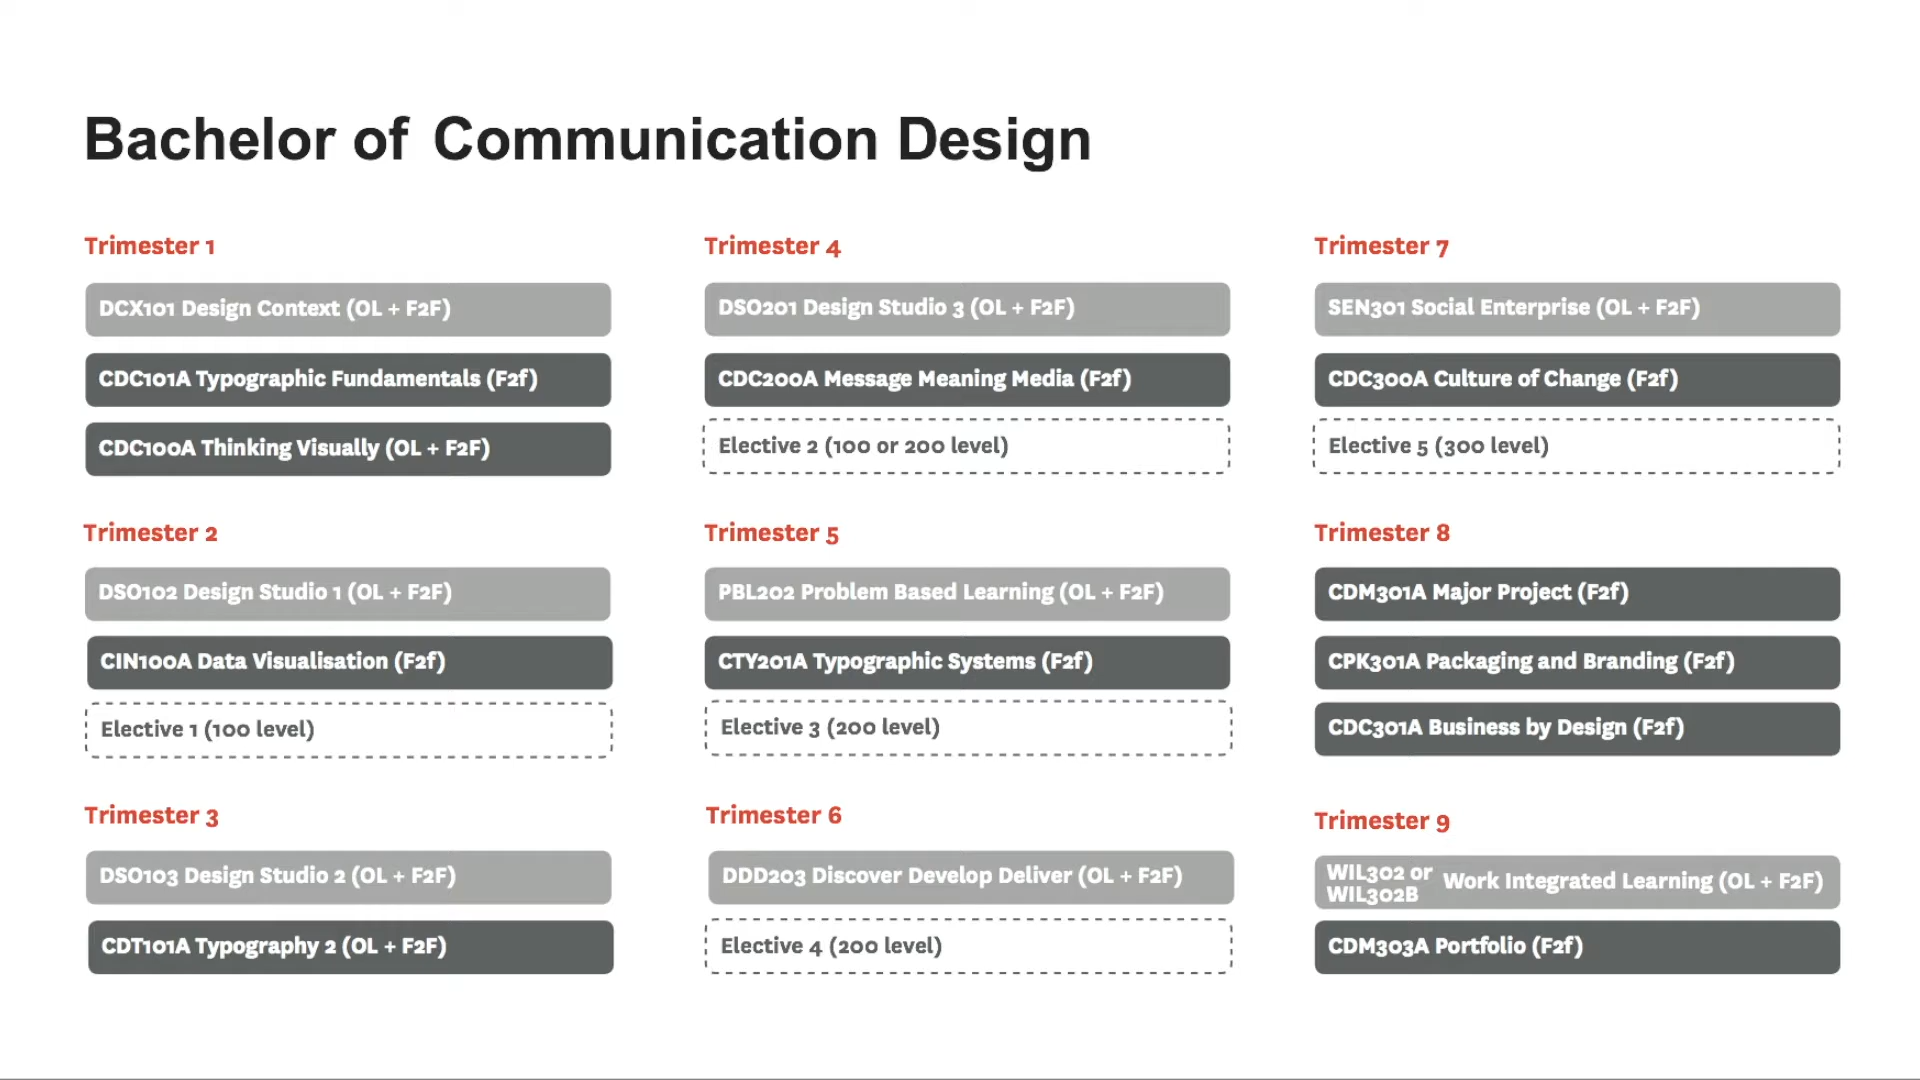 Bachelor of Communication Design
Trimester 1
DCX101 Design Context (OL + F2F)
CDC101A Typographic Fundamentals (F2f)
CDC100A Thinking Visually (OL + F2F)
Trimester 2
DSO102 Design Studio 1 (OL + F2F)
CIN100A Data Visualisation (F2f)
Elective 1 (100 level)
Trimester 3
DSO103 Design Studio 2 (OL + F2F)
CDT101A Typography 2 (OL + F2F)
Trimester 4
DSO201 Design Studio 3 (OL + F2F)
CDC200A Message Meaning Media (F2f)
Elective 2 (100 or 200 level)
Trimester 5
PBL202 Problem Based Learning (OL + F2F)
CTY201A Typographic Systems (F2f)
Elective 3 (200 level)
Trimester 6
DDD203 Discover Develop Deliver (OL + F2F)
Elective 4 (200 level)
Trimester 7
SEN301 Social Enterprise (OL + F2F)
CDC300A Culture of Change (F2f)
Elective 5 (300 level)
Trimester 8
CDM301A Major Project (F2f)
CPK301A Packaging and Branding (F2f)
CDC301A Business by Design (F2f)
Trimester 9
WIL302 or
WIL302B
Work Integrated Learning (OL + F2F)
CDM303A Portfolio (F2f)